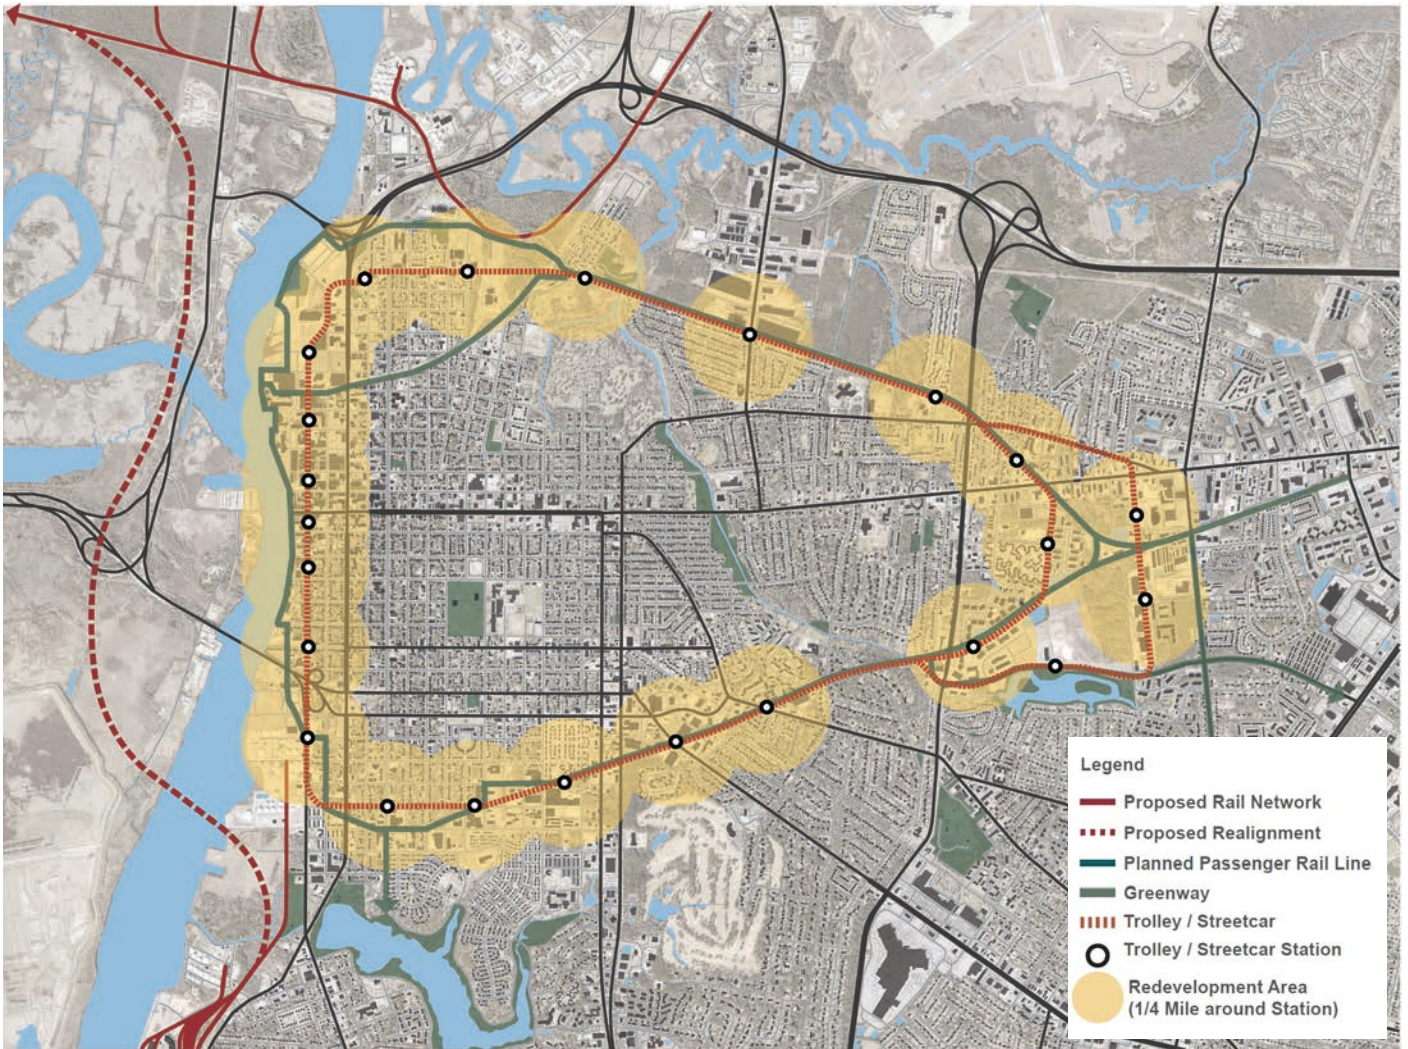 Legend
Proposed Rail Network
Proposed Realignment
Planned Passenger Rail Line
Greenway
Trolley / Streetcar
Trolley / Streetcar Station
Redevelopment Area
(1/4 Mile around Station)